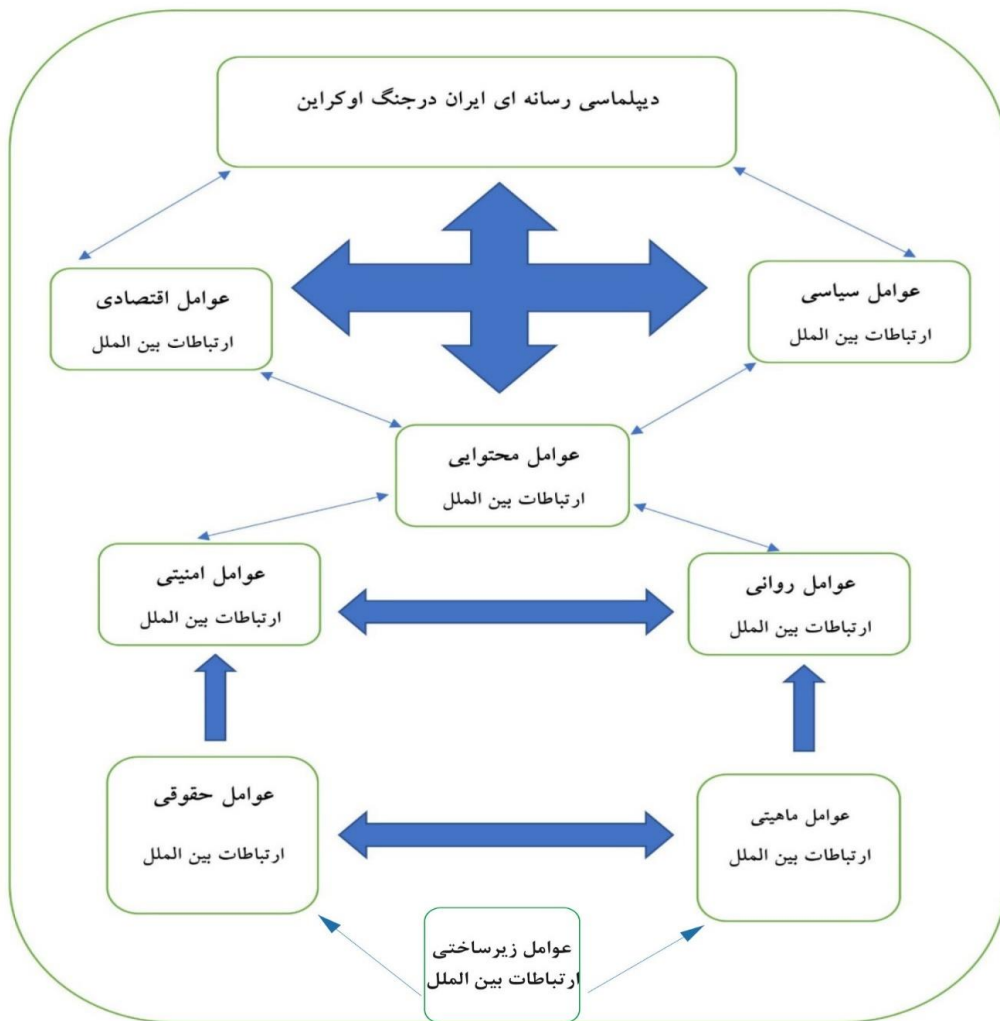 دیپلماسی رسانه ای ایران درجنگ اوکراین
عوامل سیاسی
ارتباطات بین الملل
عوامل اقتصادی
ارتباطات بین الملل
عوامل محتوایی
ارتباطات بین الملل
عوامل روانی
ارتباطات بین الملل
عوامل امنیتی
ارتباطات بین الملل
عوامل ماهیتی
ارتباطات بین الملل
عوامل حقوقی
ارتباطات بین الملل
عوامل زیرساختی
ارتباطات بین الملل